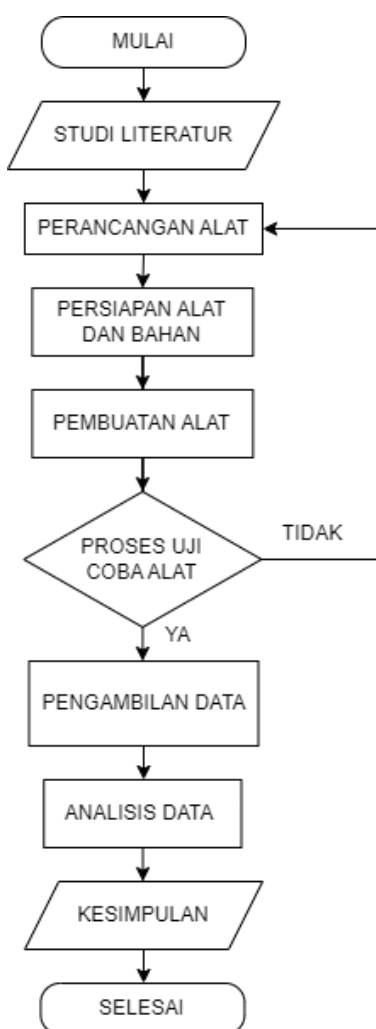 MULAI
STUDI LITERATUR
PERANCANGAN ALAT
PERSIAPAN ALAT
DAN BAHAN
PEMBUATAN ALAT
PROSES UJI
COBA ALAT
TIDAK
YA
PENGAMBILAN DATA
ANALISIS DATA
KESIMPULAN
SELESAI